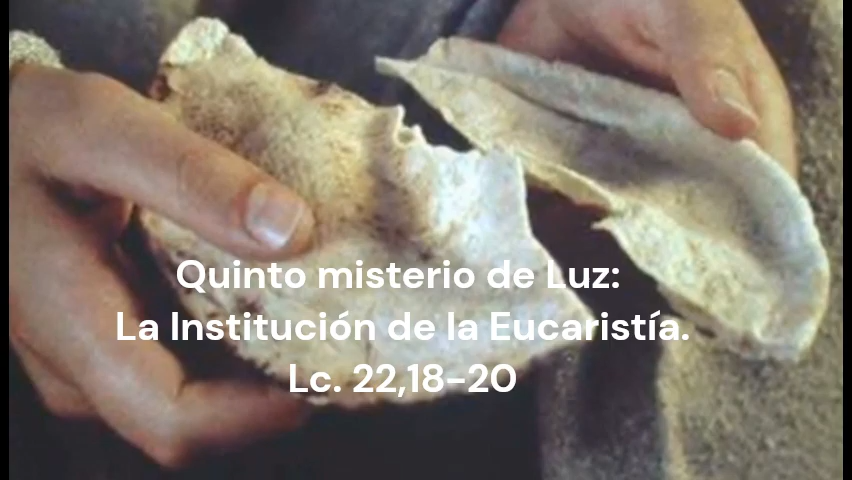 Quinto misterio de Luz:
La Institución de la Eucaristía.
Lc. 22,18-20